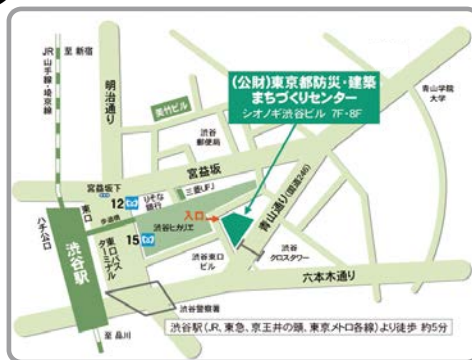 JR
山手線・埼京線
至 新宿
明治通り
美竹ビル
(公財)東京都防災・建築
まちづくりセンター
シオノギ渋谷ビル 7F・8F
青山学院
大学
渋谷
郵便局
宮益坂
宮益坂下
12
りそな
銀行
三菱UFJ
東口
歩道橋
ハチ公口
渋谷駅
東口バス
ターミナル
15
渋谷ヒカリエ
入口
青山通り(国道246)
渋谷東口
ビル
渋谷
クロスタワー
六本木通り
渋谷警察署
至 品川
渋谷駅(JR、東急、京王井の頭、東京メトロ各線)より徒歩 約5分